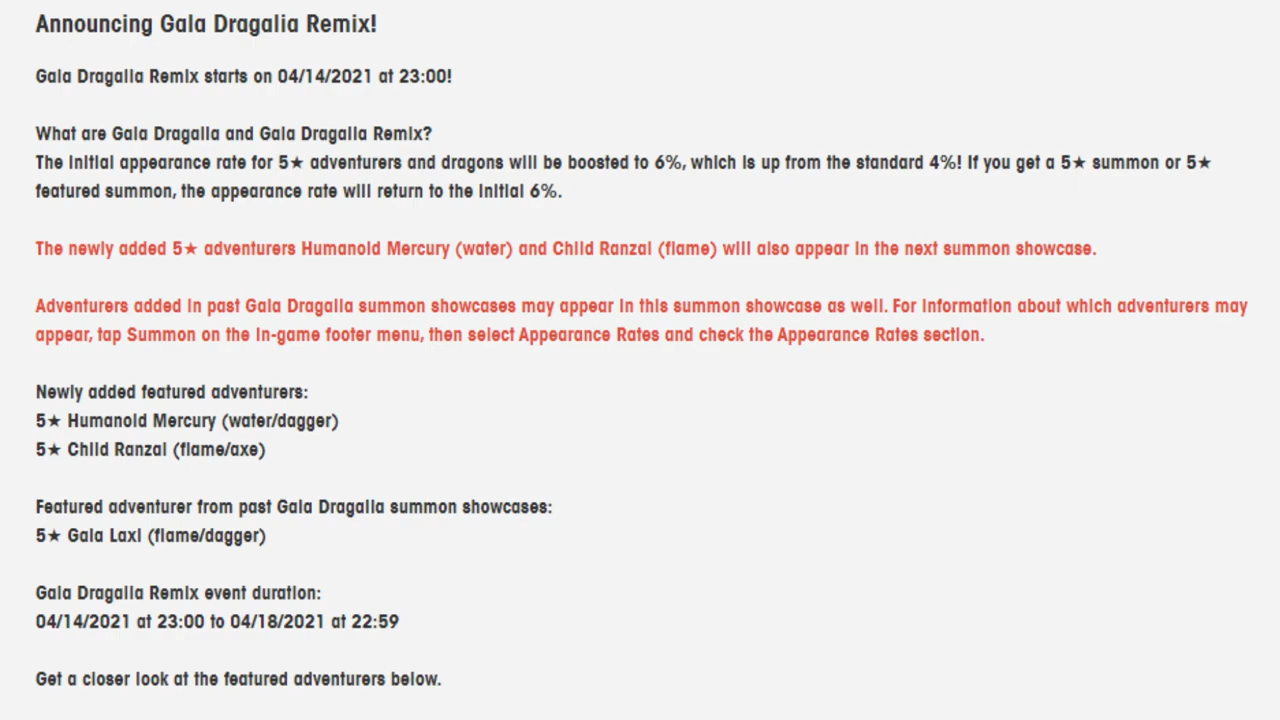 Announcing Gala Dragalia Remix!
Gala Dragalia Remix starts on 04/14/2021 at 23:00!
What are Gala Dragalia and Gala Dragalia Remix?
The initial appearance rate for 5★ adventurers and dragons will be boosted to 6%, which is up from the standard 4%! If you get a 5★ summon or 5★
featured summon, the appearance rate will return to the initial 6%.
The newly added 5★ adventurers Humanoid Mercury (water) and Child Ranzal (flame) will also appear in the next summon showcase.
Adventurers added in past Gala Dragalia summon showcases may appear in this summon showcase as well. For information about which adventurers may
appear, tap Summon on the in-game footer menu, then select Appearance Rates and check the Appearance Rates section.
Newly added featured adventurers:
5★ Humanoid Mercury (water/dagger)
5★ Child Ranzal (flame/axe)
Featured adventurer from past Gala Dragalia summon showcases:
5★ Gala Laxi (flame/dagger)
Gala Dragalia Remix event duration:
04/14/2021 at 23:00 to 04/18/2021 at 22:59
Get a closer look at the featured adventurers below.